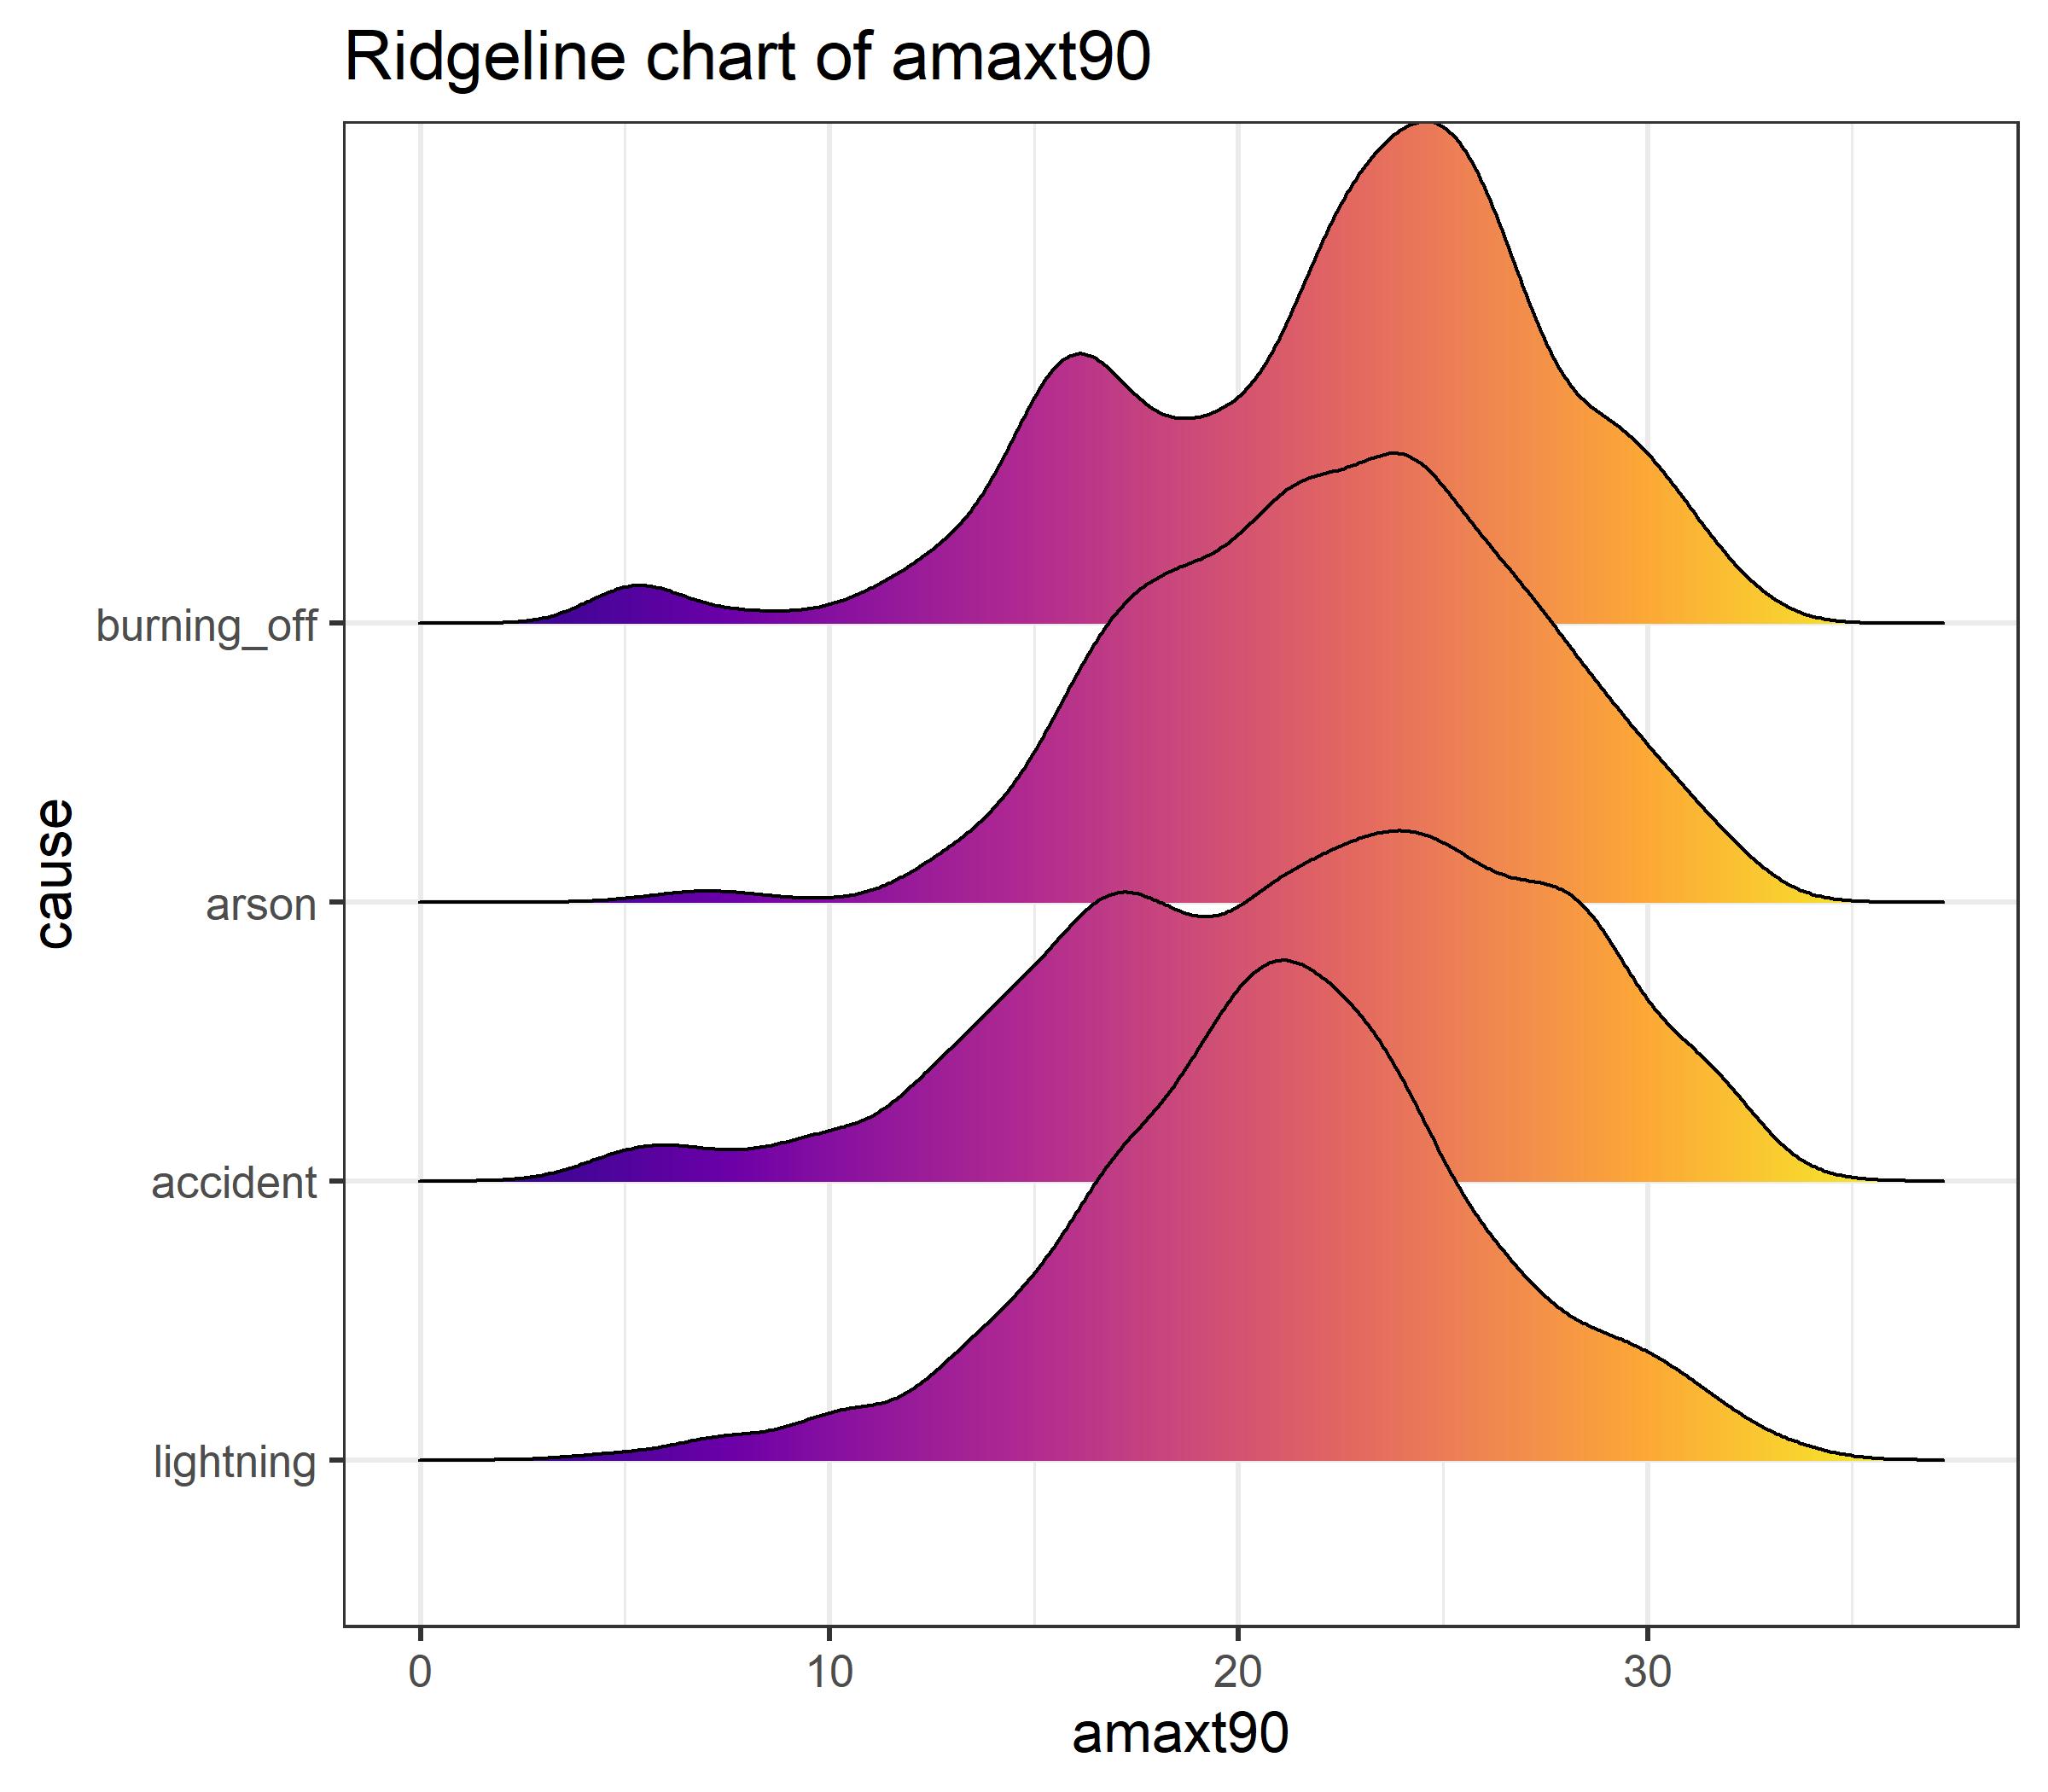 Ridgeline chart of amaxt90
burning_off
arson
accident
lightning
cause
0 10 20 30
amaxt90